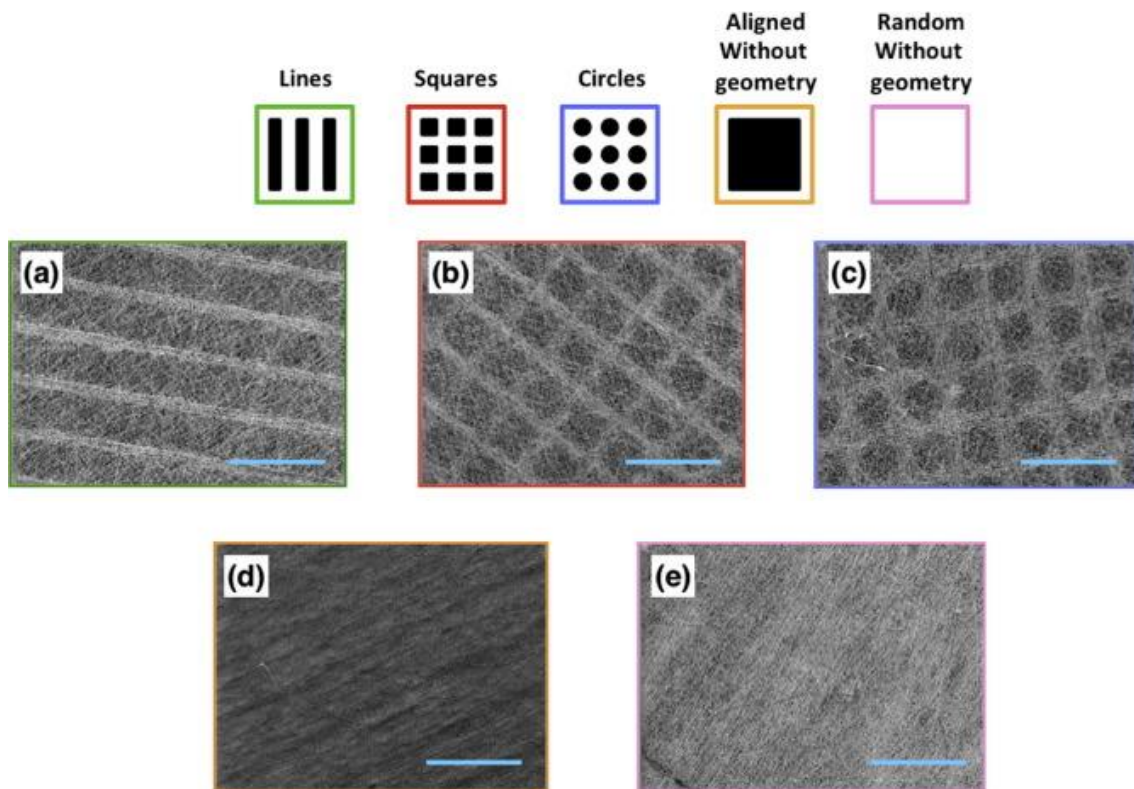 Lines
Squares
Circles
Aligned
Without
geometry
Random
Without
geometry
(a)
(b)
(c)
(d)
(e)